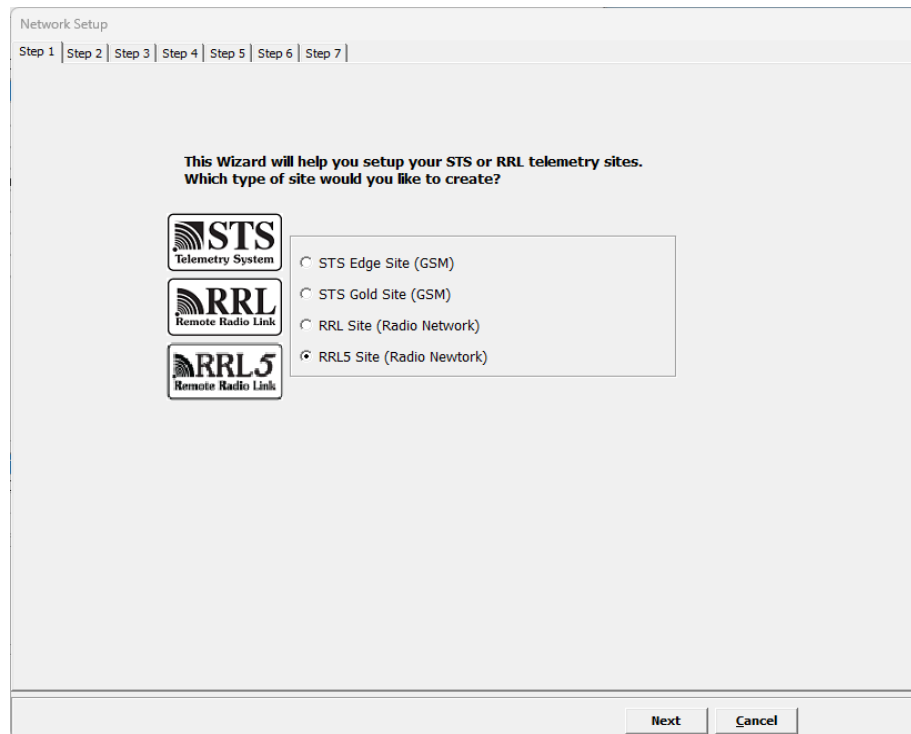 Network Setup
Step 1 Step 2 Step 3 Step 4 Step 5 Step 6 Step 7
This Wizard will help you setup your STS or RRL telemetry sites.
Which type of site would you like to create?
STS
Telemetry System
RRL
Remote Radio Link
RRL5
Remote Radio Link
STS Edge Site (GSM)
STS Gold Site (GSM)
RRL Site (Radio Network)
RRL5 Site (Radio Newtork)
Next Cancel